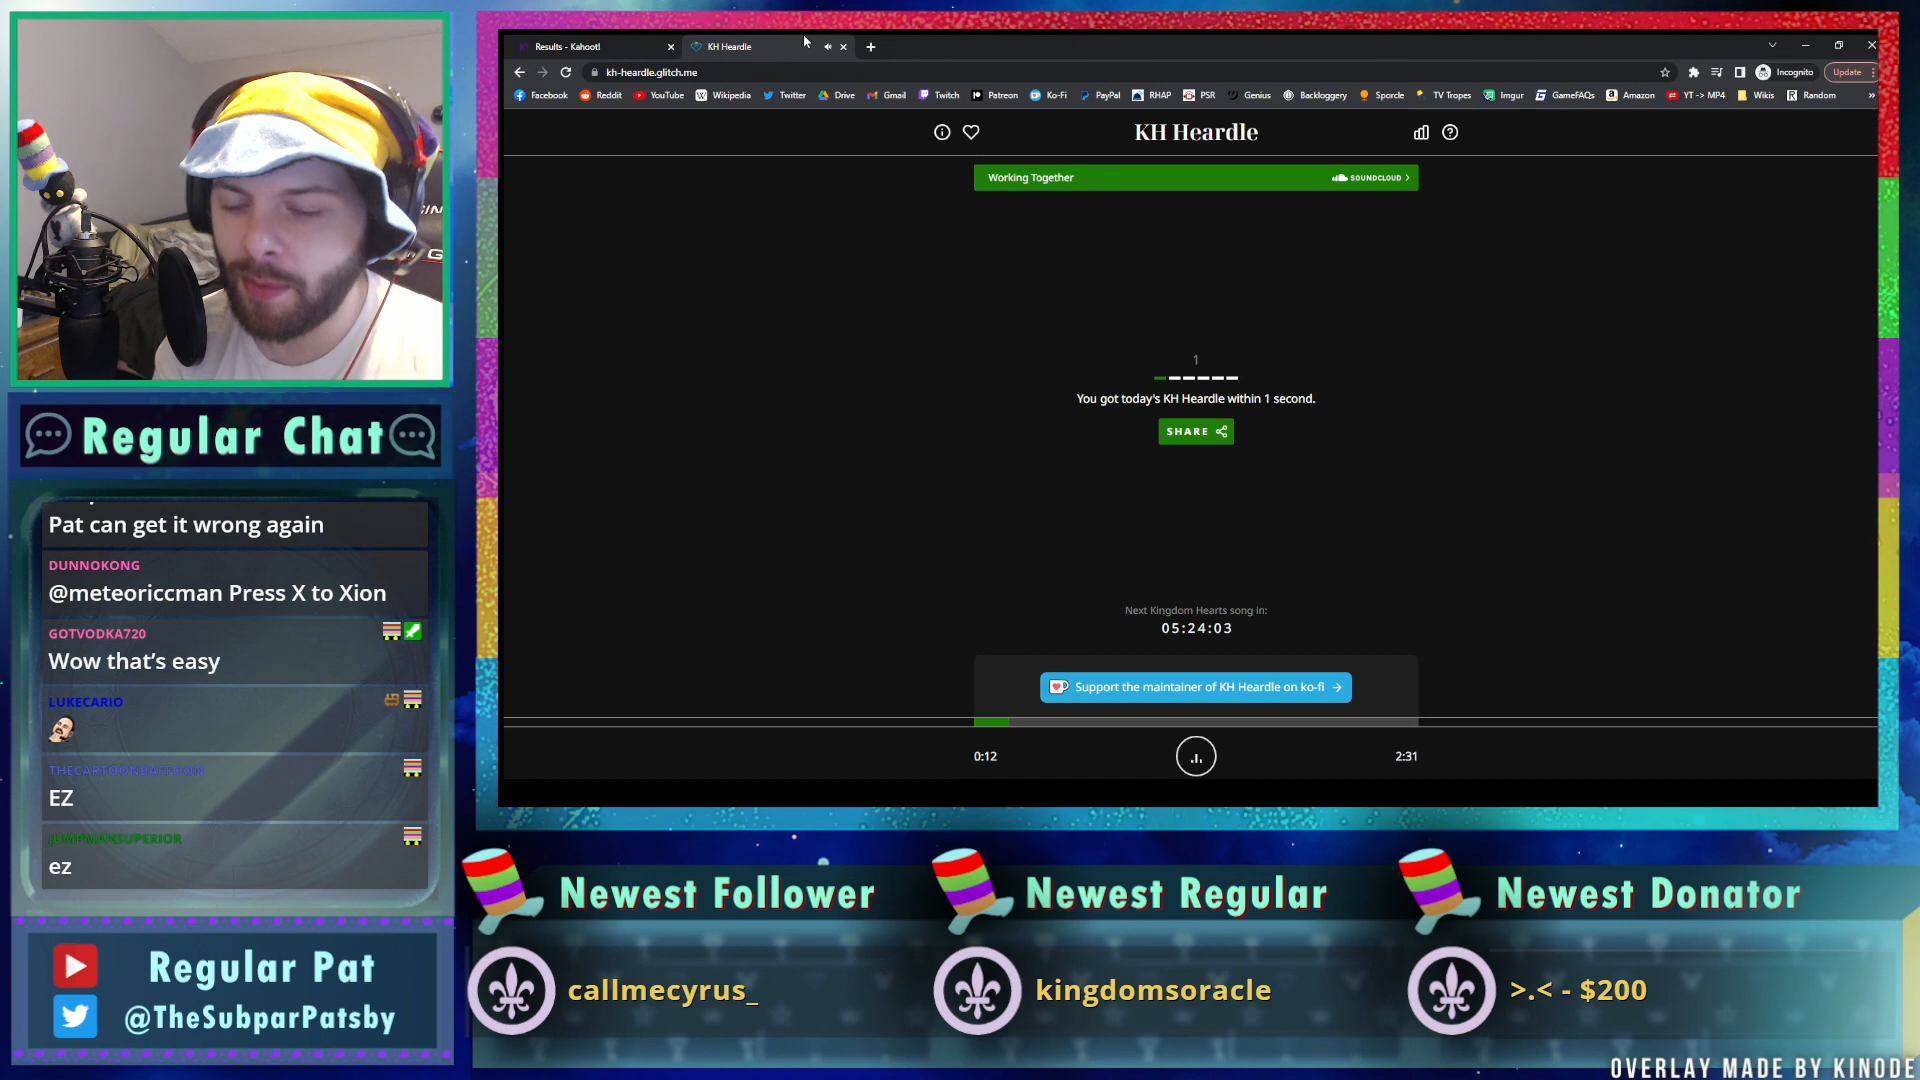 Results - Kahoot!
KH Heardle
kh-heardle.glitch.me
Incognito
Update
Facebook
Reddit
YouTube
Wikipedia
Twitter
Drive
Gmail
Twitch
Patreon
Ko-Fi
PayPal
RHAP
PSR
Genius
Backloggery
Sporcle
TV Tropes
Imgur
GameFAQs
Amazon
YT -> MP4
Wikis
Random
»
KH Heardle
Working Together
SOUNDCLOUD >
1
You got today's KH Heardle within 1 second.
SHARE
Next Kingdom Hearts song in:
05:24:03
Support the maintainer of KH Heardle on ko-fi
0:12
2:31
Regular Chat
Pat can get it wrong again
DUNNOKONG
@meteoriccman Press X to Xion
GOTVODKA720
Wow that's easy
LUKECARIO
EZ
JUMPMANSUPERIOR
ez
Regular Pat
@TheSubparPatsby
Newest Follower
callmecyrus_
Newest Regular
kingdomsoracle
Newest Donator
>.< - $200
OVERLAY MADE BY KINODE